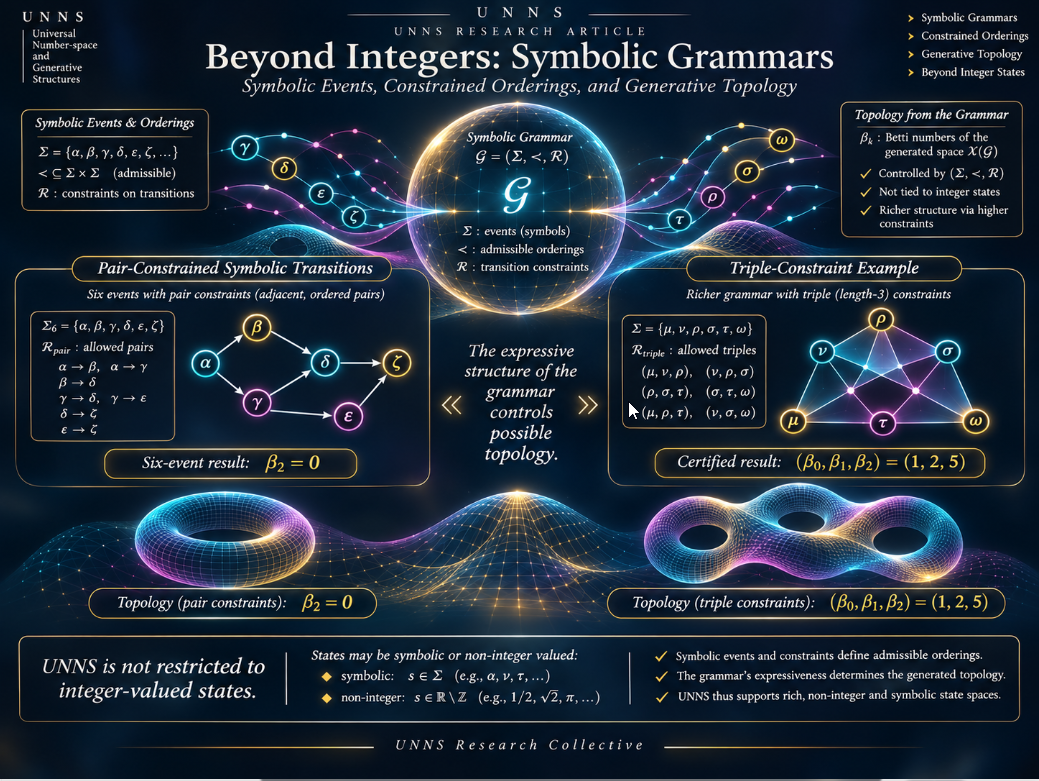 U N N S
Universal
Number-space
and
Generative
Structures
U N N S
UNNS RESEARCH ARTICLE
Beyond Integers: Symbolic Grammars
Symbolic Events, Constrained Orderings, and Generative Topology
Symbolic Grammars
Constrained Orderings
Generative Topology
Beyond Integer States
Symbolic Events & Orderings
Σ = {α, β, γ, δ, ε, ζ, …}
≺ ⊆ Σ × Σ (admissible)
ℛ : constraints on transitions
γ
δ
ε
ζ
Symbolic Grammar
𝒢 = (Σ, ≺, ℛ)
𝒢
Σ : events (symbols)
≺ : admissible orderings
ℛ : transition constraints
ω
σ
ρ
τ
Topology from the Grammar
βₖ : Betti numbers of the
generated space X(𝒢)
✓ Controlled by (Σ, ≺, ℛ)
✓ Not tied to integer states
✓ Richer structure via higher
constraints
Pair-Constrained Symbolic Transitions
Six events with pair constraints (adjacent, ordered pairs)
Σ₆ = {α, β, γ, δ, ε, ζ}
ℛpair : allowed pairs
α → β, α → γ
β → δ
γ → δ, γ → ε
δ → ζ
ε → ζ
β
α
δ
ζ
γ
ε
Six-event result: β₂ = 0
The expressive
structure of the
grammar
controls
possible
topology.
Triple-Constraint Example
Richer grammar with triple (length-3) constraints
Σ = {μ, ν, ρ, σ, τ, ω}
ℛtriple : allowed triples
(μ, ν, ρ), (ν, ρ, σ)
(ρ, σ, τ), (σ, τ, ω)
(μ, ρ, τ), (ν, σ, ω)
ρ
ν
σ
μ
τ
ω
Certified result: (β₀, β₁, β₂) = (1, 2, 5)
Topology (pair constraints): β₂ = 0
Topology (triple constraints): (β₀, β₁, β₂) = (1, 2, 5)
UNNS is not restricted to
integer-valued states.
States may be symbolic or non-integer valued:
◆ symbolic: s ∈ Σ (e.g., α, ν, τ, …)
◆ non-integer: s ∈ ℝ \ ℤ (e.g., 1/2, √2, π, …)
✓ Symbolic events and constraints define admissible orderings.
✓ The grammar's expressiveness determines the generated topology.
✓ UNNS thus supports rich, non-integer and symbolic state spaces.
UNNS Research Collective